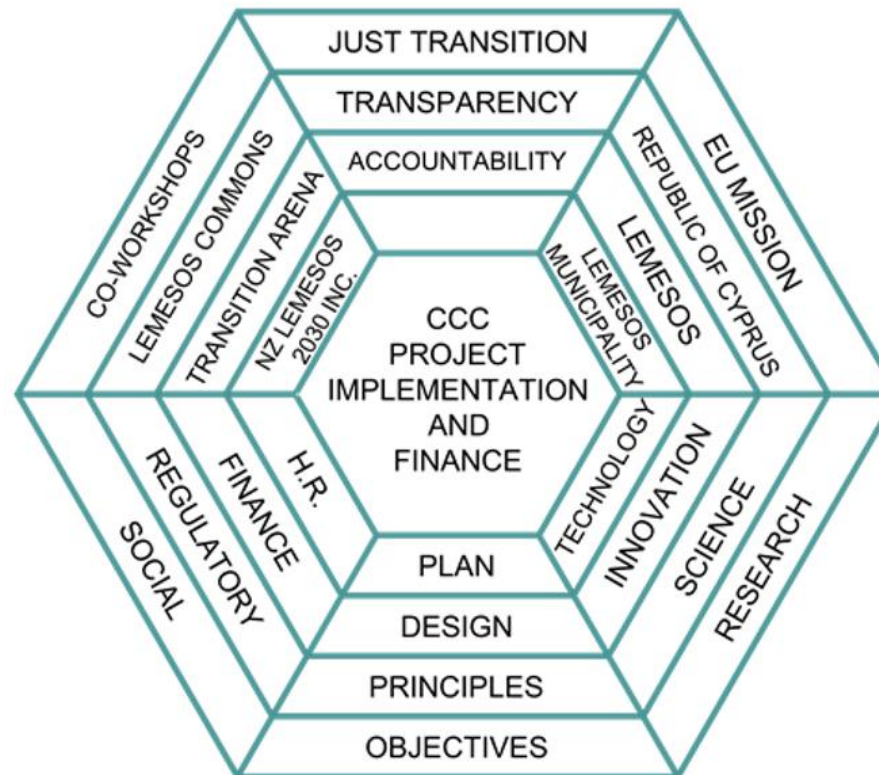 JUST TRANSITION
TRANSPARENCY
ACCOUNTABILITY
CO-WORKSHOPS
LEMESOS COMMONS
TRANSITION ARENA
NZ LEMESOS
2030 INC.
EU MISSION
REPUBLIC OF CYPRUS
LEMESOS
LEMESOS
MUNICIPALITY
CCC
PROJECT
IMPLEMENTATION
AND
FINANCE
SOCIAL
REGULATORY
FINANCE
H.R.
TECHNOLOGY
INNOVATION
SCIENCE
RESEARCH
PLAN
DESIGN
PRINCIPLES
OBJECTIVES